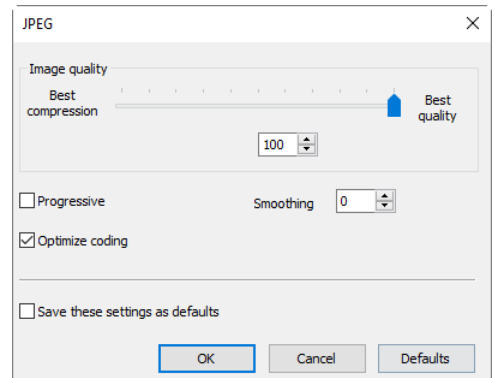 JPEG
Image quality
Best
compression
Best
quality
100
Progressive
Smoothing
0
Optimize coding
Save these settings as defaults
OK
Cancel
Defaults